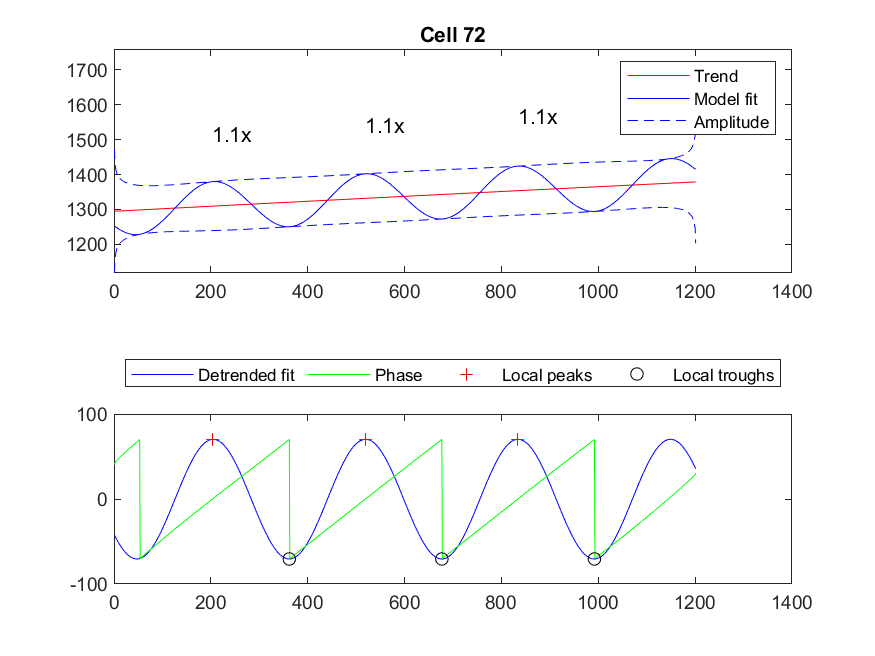 Cell 72
1700
1600
1500
1400
1300
1200
1.1x 1.1x 1.1x
Trend
Model fit
Amplitude
0 200 400 600 800 1000 1200 1400
Detrended fit Phase Local peaks Local troughs
100
0
-100
0 200 400 600 800 1000 1200 1400